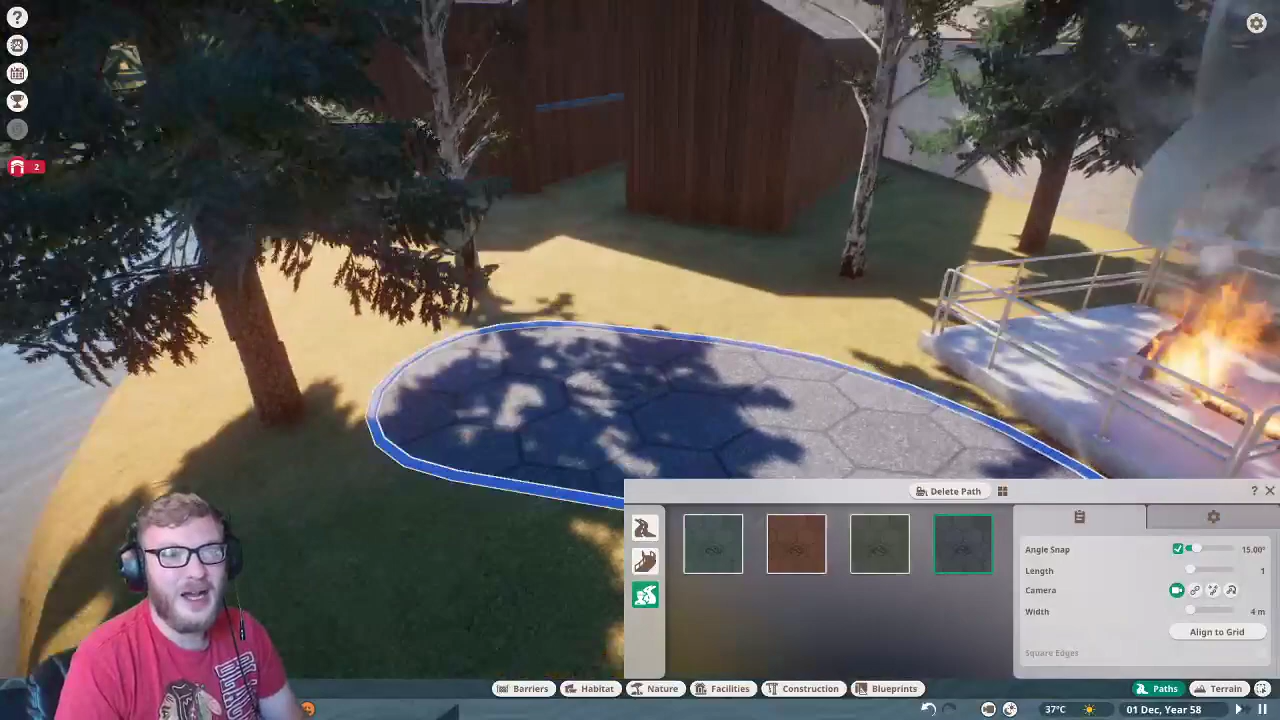 ?
2
Delete Path
?
Angle Snap 15.00°
Length 1
Camera
Width 4 m
Align to Grid
Square Edges
Barriers Habitat Nature Facilities Construction Blueprints Paths Terrain
37°C 01 Dec, Year 58